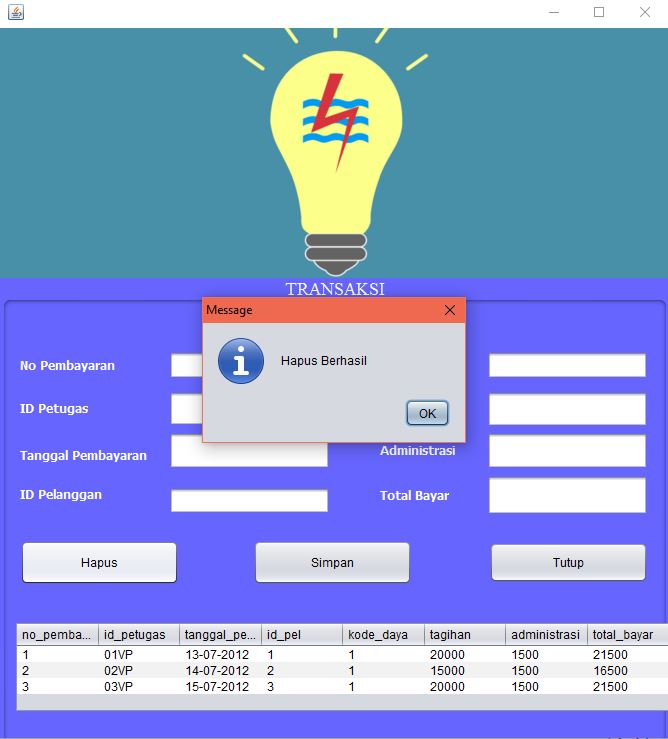 TRANSAKSI
Message
Hapus Berhasil
OK
No Pembayaran
ID Petugas
Tanggal Pembayaran
Administrasi
ID Pelanggan
Total Bayar
Hapus Simpan Tutup
no_pemba... id_petugas tanggal_pe... id_pel kode_daya tagihan administrasi total_bayar
1 01VP 13-07-2012 1 1 20000 1500 21500
2 02VP 14-07-2012 2 1 15000 1500 16500
3 03VP 15-07-2012 3 1 20000 1500 21500